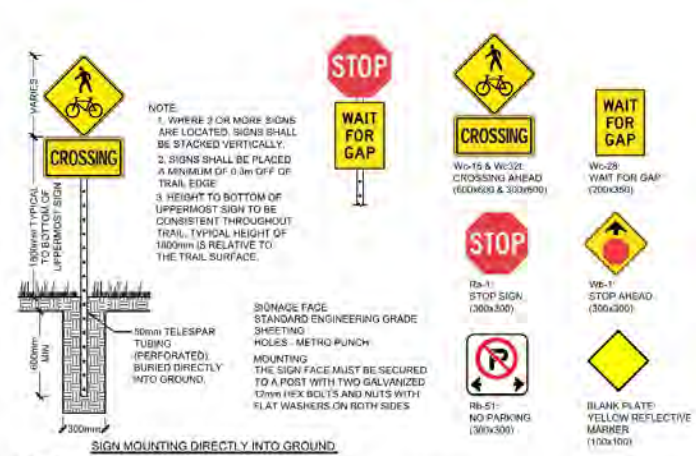 VARIES
1800mm TYPICAL
TO BOTTOM OF
UPPERMOST SIGN
600mm
MIN
300mm
CROSSING
NOTE:
1. WHERE 2 OR MORE SIGNS
ARE LOCATED, SIGNS SHALL
BE STACKED VERTICALLY.
2. SIGNS SHALL BE PLACED
A MINIMUM OF 0.3m OFF OF
TRAIL EDGE
3. HEIGHT TO BOTTOM OF
UPPERMOST SIGN TO BE
CONSISTENT THROUGHOUT
TRAIL. TYPICAL HEIGHT OF
1800mm IS RELATIVE TO
THE TRAIL SURFACE.
50mm TELESPAR
TUBING
(PERFORATED)
BURIED DIRECTLY
INTO GROUND.
SIGNAGE FACE
STANDARD ENGINEERING GRADE
SHEETING
HOLES - METRO PUNCH
MOUNTING
THE SIGN FACE MUST BE SECURED
TO A POST WITH TWO GALVANIZED
12mm HEX BOLTS AND NUTS WITH
FLAT WASHERS ON BOTH SIDES
SIGN MOUNTING DIRECTLY INTO GROUND
STOP
WAIT
FOR
GAP
CROSSING
Wc-15 & Wc32t:
CROSSING AHEAD
(600x600 & 300x600)
WAIT
FOR
GAP
Wc-28:
WAIT FOR GAP
(200x350)
STOP
Ra-1:
STOP SIGN
(300x300)
Wb-1:
STOP AHEAD
(300x300)
P
Rb-51:
NO PARKING
(300x300)
BLANK PLATE:
YELLOW REFLECTIVE
MARKER
(100x100)